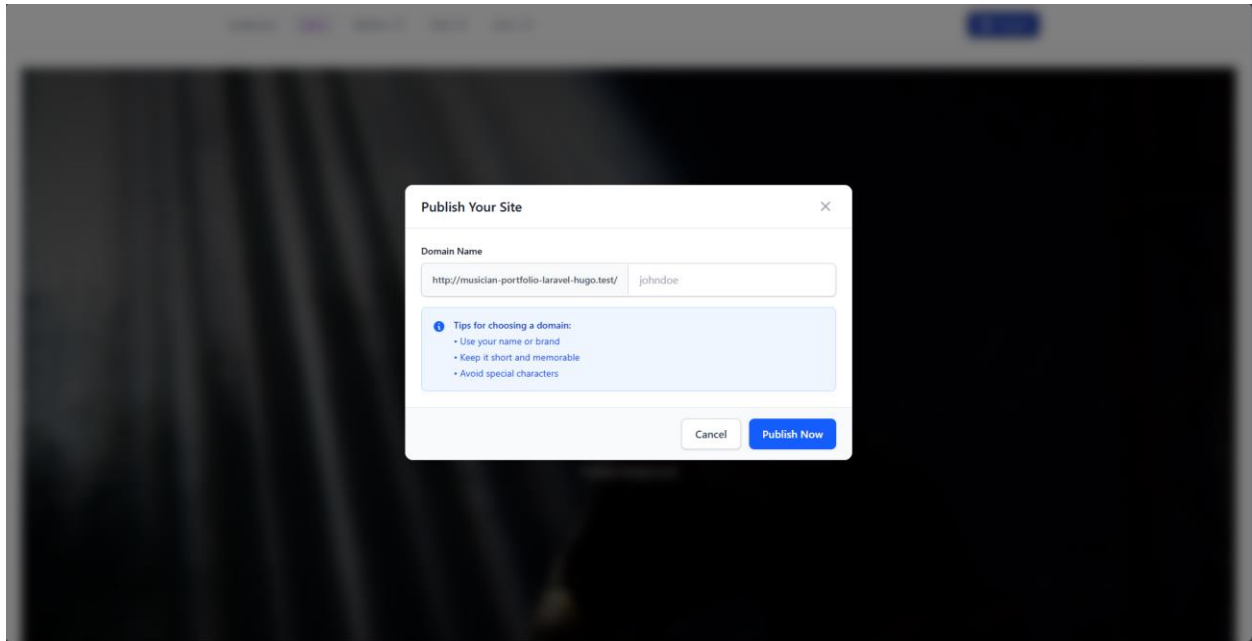 Publish Your Site
Domain Name
http://musician-portfolio-laravel-hugo.test/ johndoe
Tips for choosing a domain:
• Use your name or brand
• Keep it short and memorable
• Avoid special characters
Cancel Publish Now